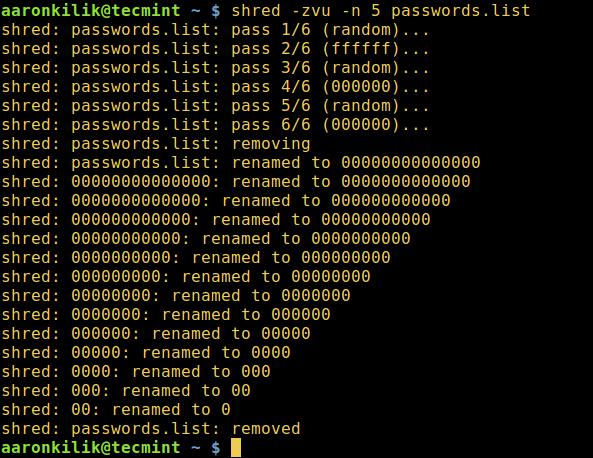 aaronkilik@tecmint ~ $ shred -zvu -n 5 passwords.list
shred: passwords.list: pass 1/6 (random)...
shred: passwords.list: pass 2/6 (ffffff)...
shred: passwords.list: pass 3/6 (random)...
shred: passwords.list: pass 4/6 (000000)...
shred: passwords.list: pass 5/6 (random)...
shred: passwords.list: pass 6/6 (000000)...
shred: passwords.list: removing
shred: passwords.list: renamed to 00000000000000
shred: 00000000000000: renamed to 0000000000000
shred: 0000000000000: renamed to 000000000000
shred: 000000000000: renamed to 00000000000
shred: 00000000000: renamed to 0000000000
shred: 0000000000: renamed to 000000000
shred: 000000000: renamed to 00000000
shred: 00000000: renamed to 0000000
shred: 0000000: renamed to 000000
shred: 000000: renamed to 00000
shred: 00000: renamed to 0000
shred: 0000: renamed to 000
shred: 000: renamed to 00
shred: 00: renamed to 0
shred: passwords.list: removed
aaronkilik@tecmint ~ $